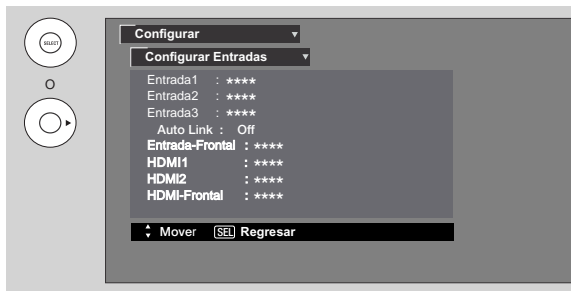 SELECT
O
Configurar ▼
Configurar Entradas ▼
Entrada1 : ****
Entrada2 : ****
Entrada3 : ****
Auto Link : Off
Entrada-Frontal : ****
HDMI1 : ****
HDMI2 : ****
HDMI-Frontal : ****
Mover SEL Regresar